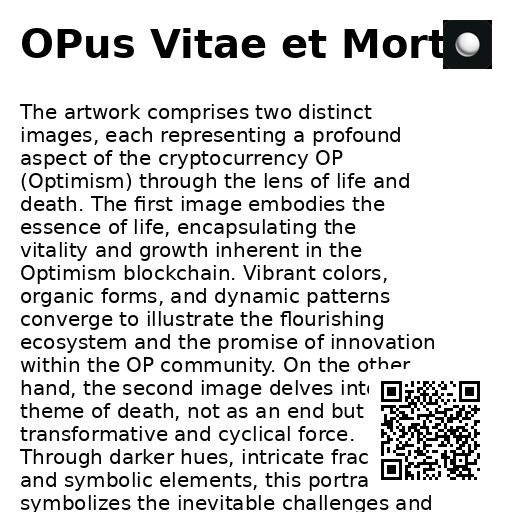 OPus Vitae et Mort
The artwork comprises two distinct
images, each representing a profound
aspect of the cryptocurrency OP
(Optimism) through the lens of life and
death. The first image embodies the
essence of life, encapsulating the
vitality and growth inherent in the
Optimism blockchain. Vibrant colors,
organic forms, and dynamic patterns
converge to illustrate the flourishing
ecosystem and the promise of innovation
within the OP community. On the other
hand, the second image delves into
theme of death, not as an end but
transformative and cyclical force.
Through darker hues, intricate frac
and symbolic elements, this portra
symbolizes the inevitable challenges and